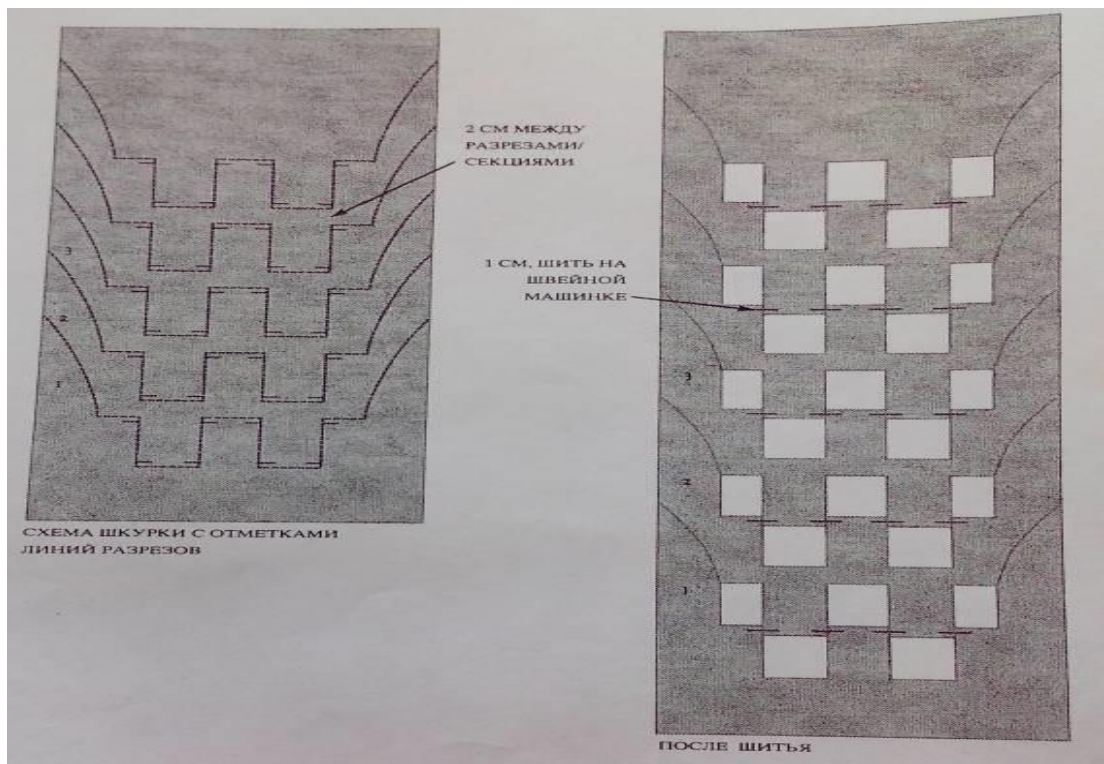 2 СМ МЕЖДУ
РАЗРЕЗАМИ/
СЕКЦИЯМИ
3
2
1
СХЕМА ШКУРКИ С ОТМЕТКАМИ
ЛИНИЙ РАЗРЕЗОВ
1 СМ, ШИТЬ НА
ШВЕЙНОЙ
МАШИНКЕ
3
2
1
ПОСЛЕ ШИТЬЯ